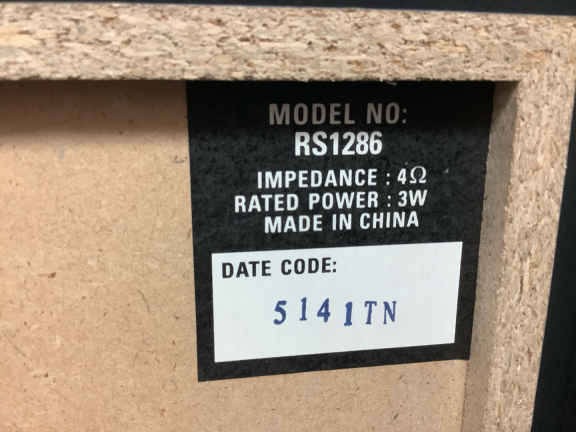 MODEL NO:
RS1286
IMPEDANCE : 4Ω
RATED POWER : 3W
MADE IN CHINA
DATE CODE:
5141TN